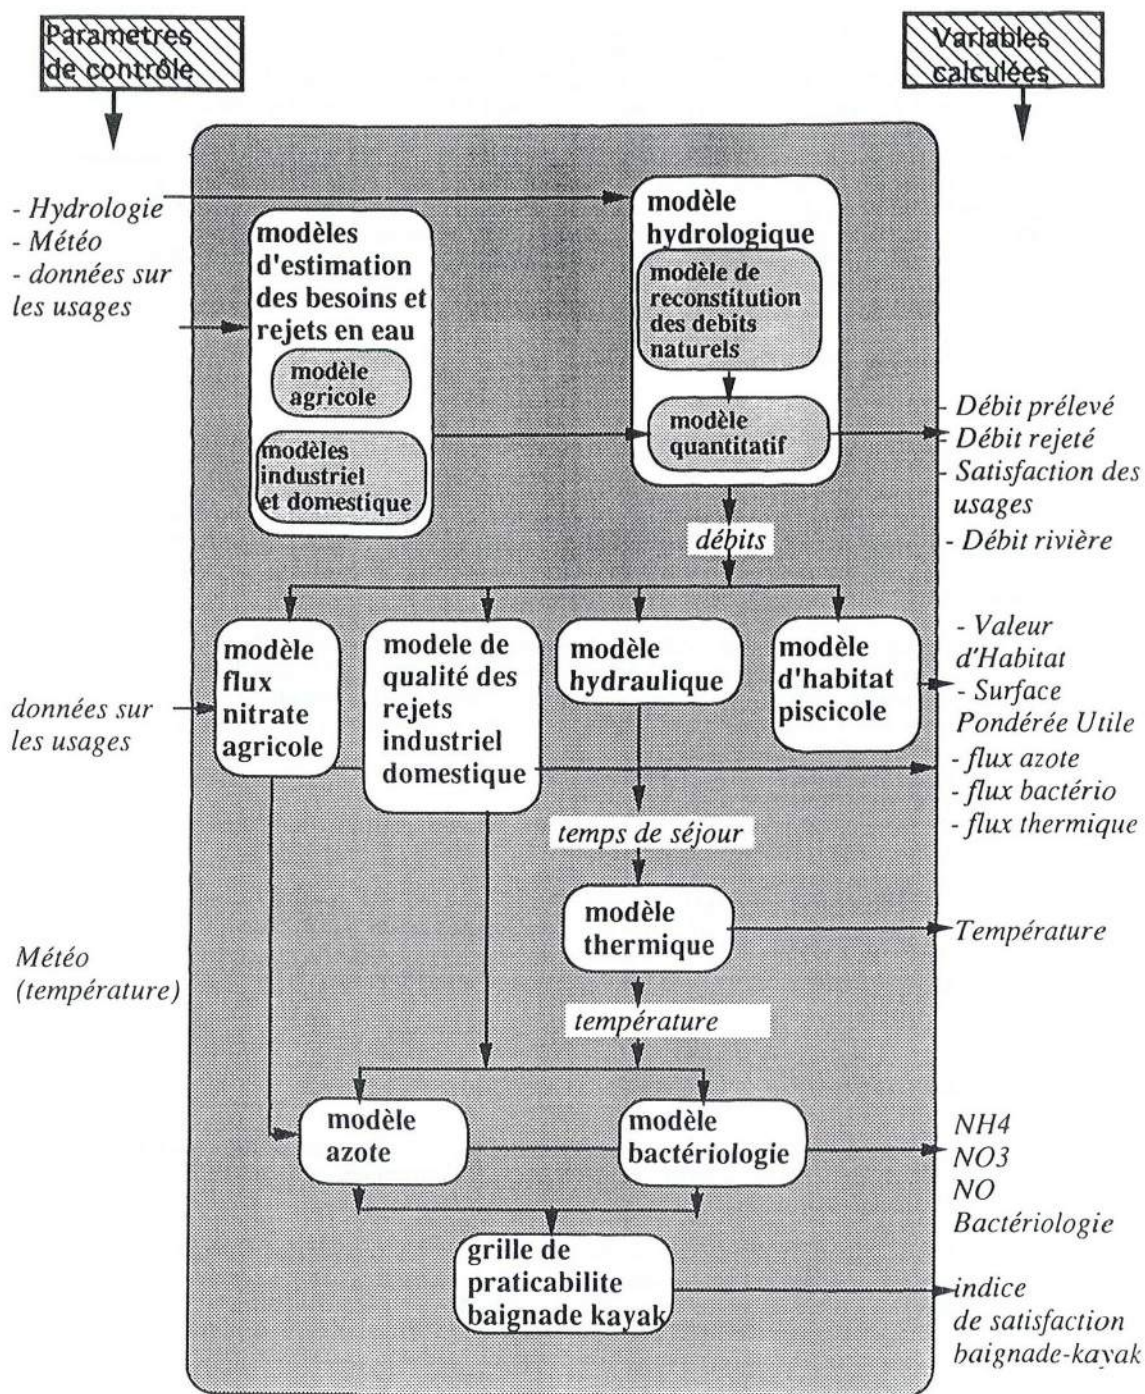 Parametres
de contrôle
Variables
calculées
- Hydrologie
- Météo
- données sur
les usages
modèles
d'estimation
des besoins et
rejets en eau
modèle
agricole
modèles
industriel
et domestique
modèle
hydrologique
modèle de
reconstitution
des debits
naturels
modèle
quantitatif
- Débit prélevé
- Débit rejeté
- Satisfaction des
usages
- Débit rivière
débits
données sur
les usages
modèle
flux
nitrate
agricole
modele de
qualité des
rejets
industriel
domestique
modèle
hydraulique
modèle
d'habitat
piscicole
- Valeur
d'Habitat
- Surface
Pondérée Utile
- flux azote
- flux bactério
- flux thermique
temps de séjour
modèle
thermique
Température
Météo
(température)
température
modèle
azote
modèle
bactériologie
NH4
NO3
NO
Bactériologie
grille de
praticabilite
baignade kayak
indice
de satisfaction
baignade-kayak